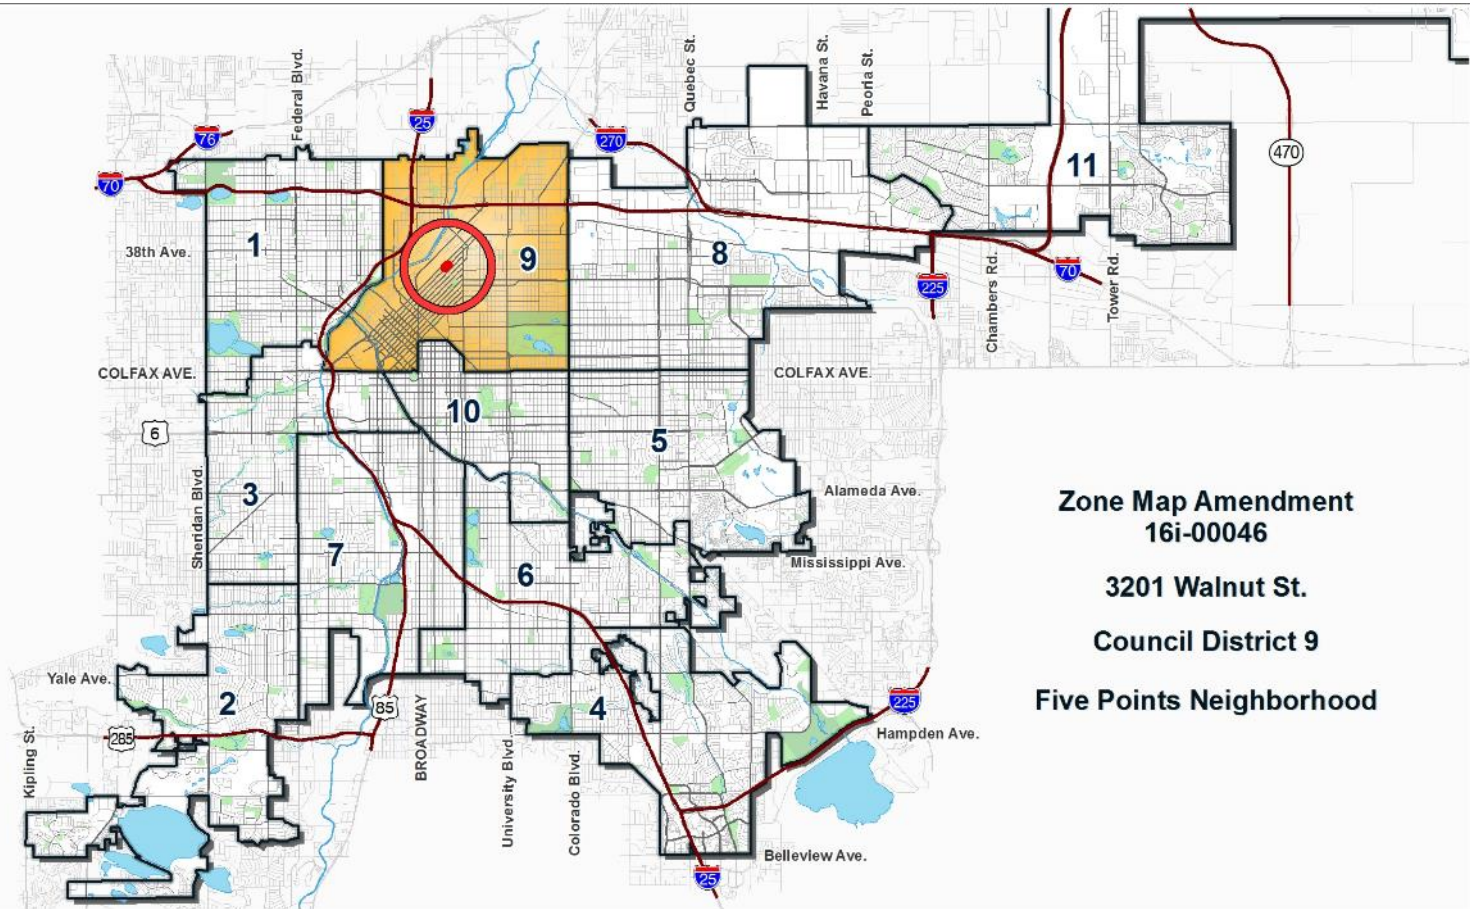 Federal Blvd.
Quebec St.
Havana St.
Peoria St.
76
25
270
11
470
70
38th Ave.
1
9
8
70
225
Chambers Rd.
Tower Rd.
COLFAX AVE.
COLFAX AVE.
10
6
5
Sheridan Blvd.
3
Alameda Ave.
7
Mississippi Ave.
6
Zone Map Amendment
16i-00046
3201 Walnut St.
Council District 9
Five Points Neighborhood
Yale Ave.
2
85
BROADWAY
4
225
Hampden Ave.
285
Kipling St.
University Blvd.
Colorado Blvd.
Belleview Ave.
25